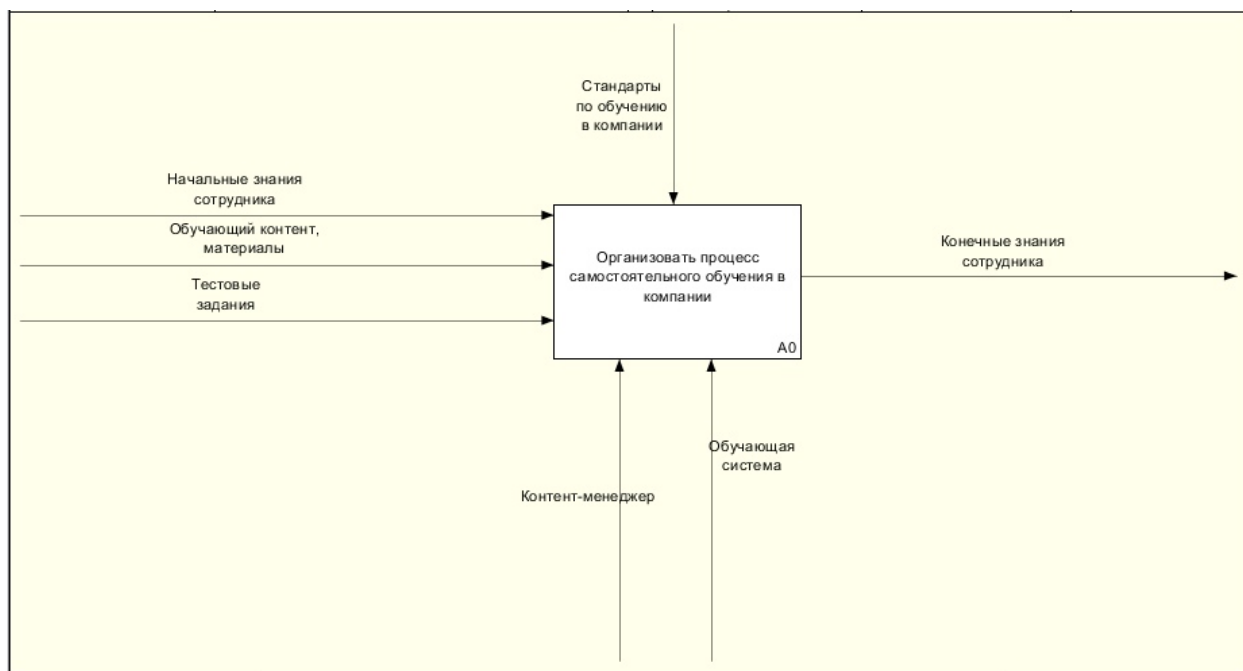 Стандарты
по обучению
в компании
Начальные знания
сотрудника
Обучающий контент,
материалы
Тестовые
задания
Организовать процесс
самостоятельного обучения в
компании
A0
Конечные знания
сотрудника
Обучающая
система
Контент-менеджер